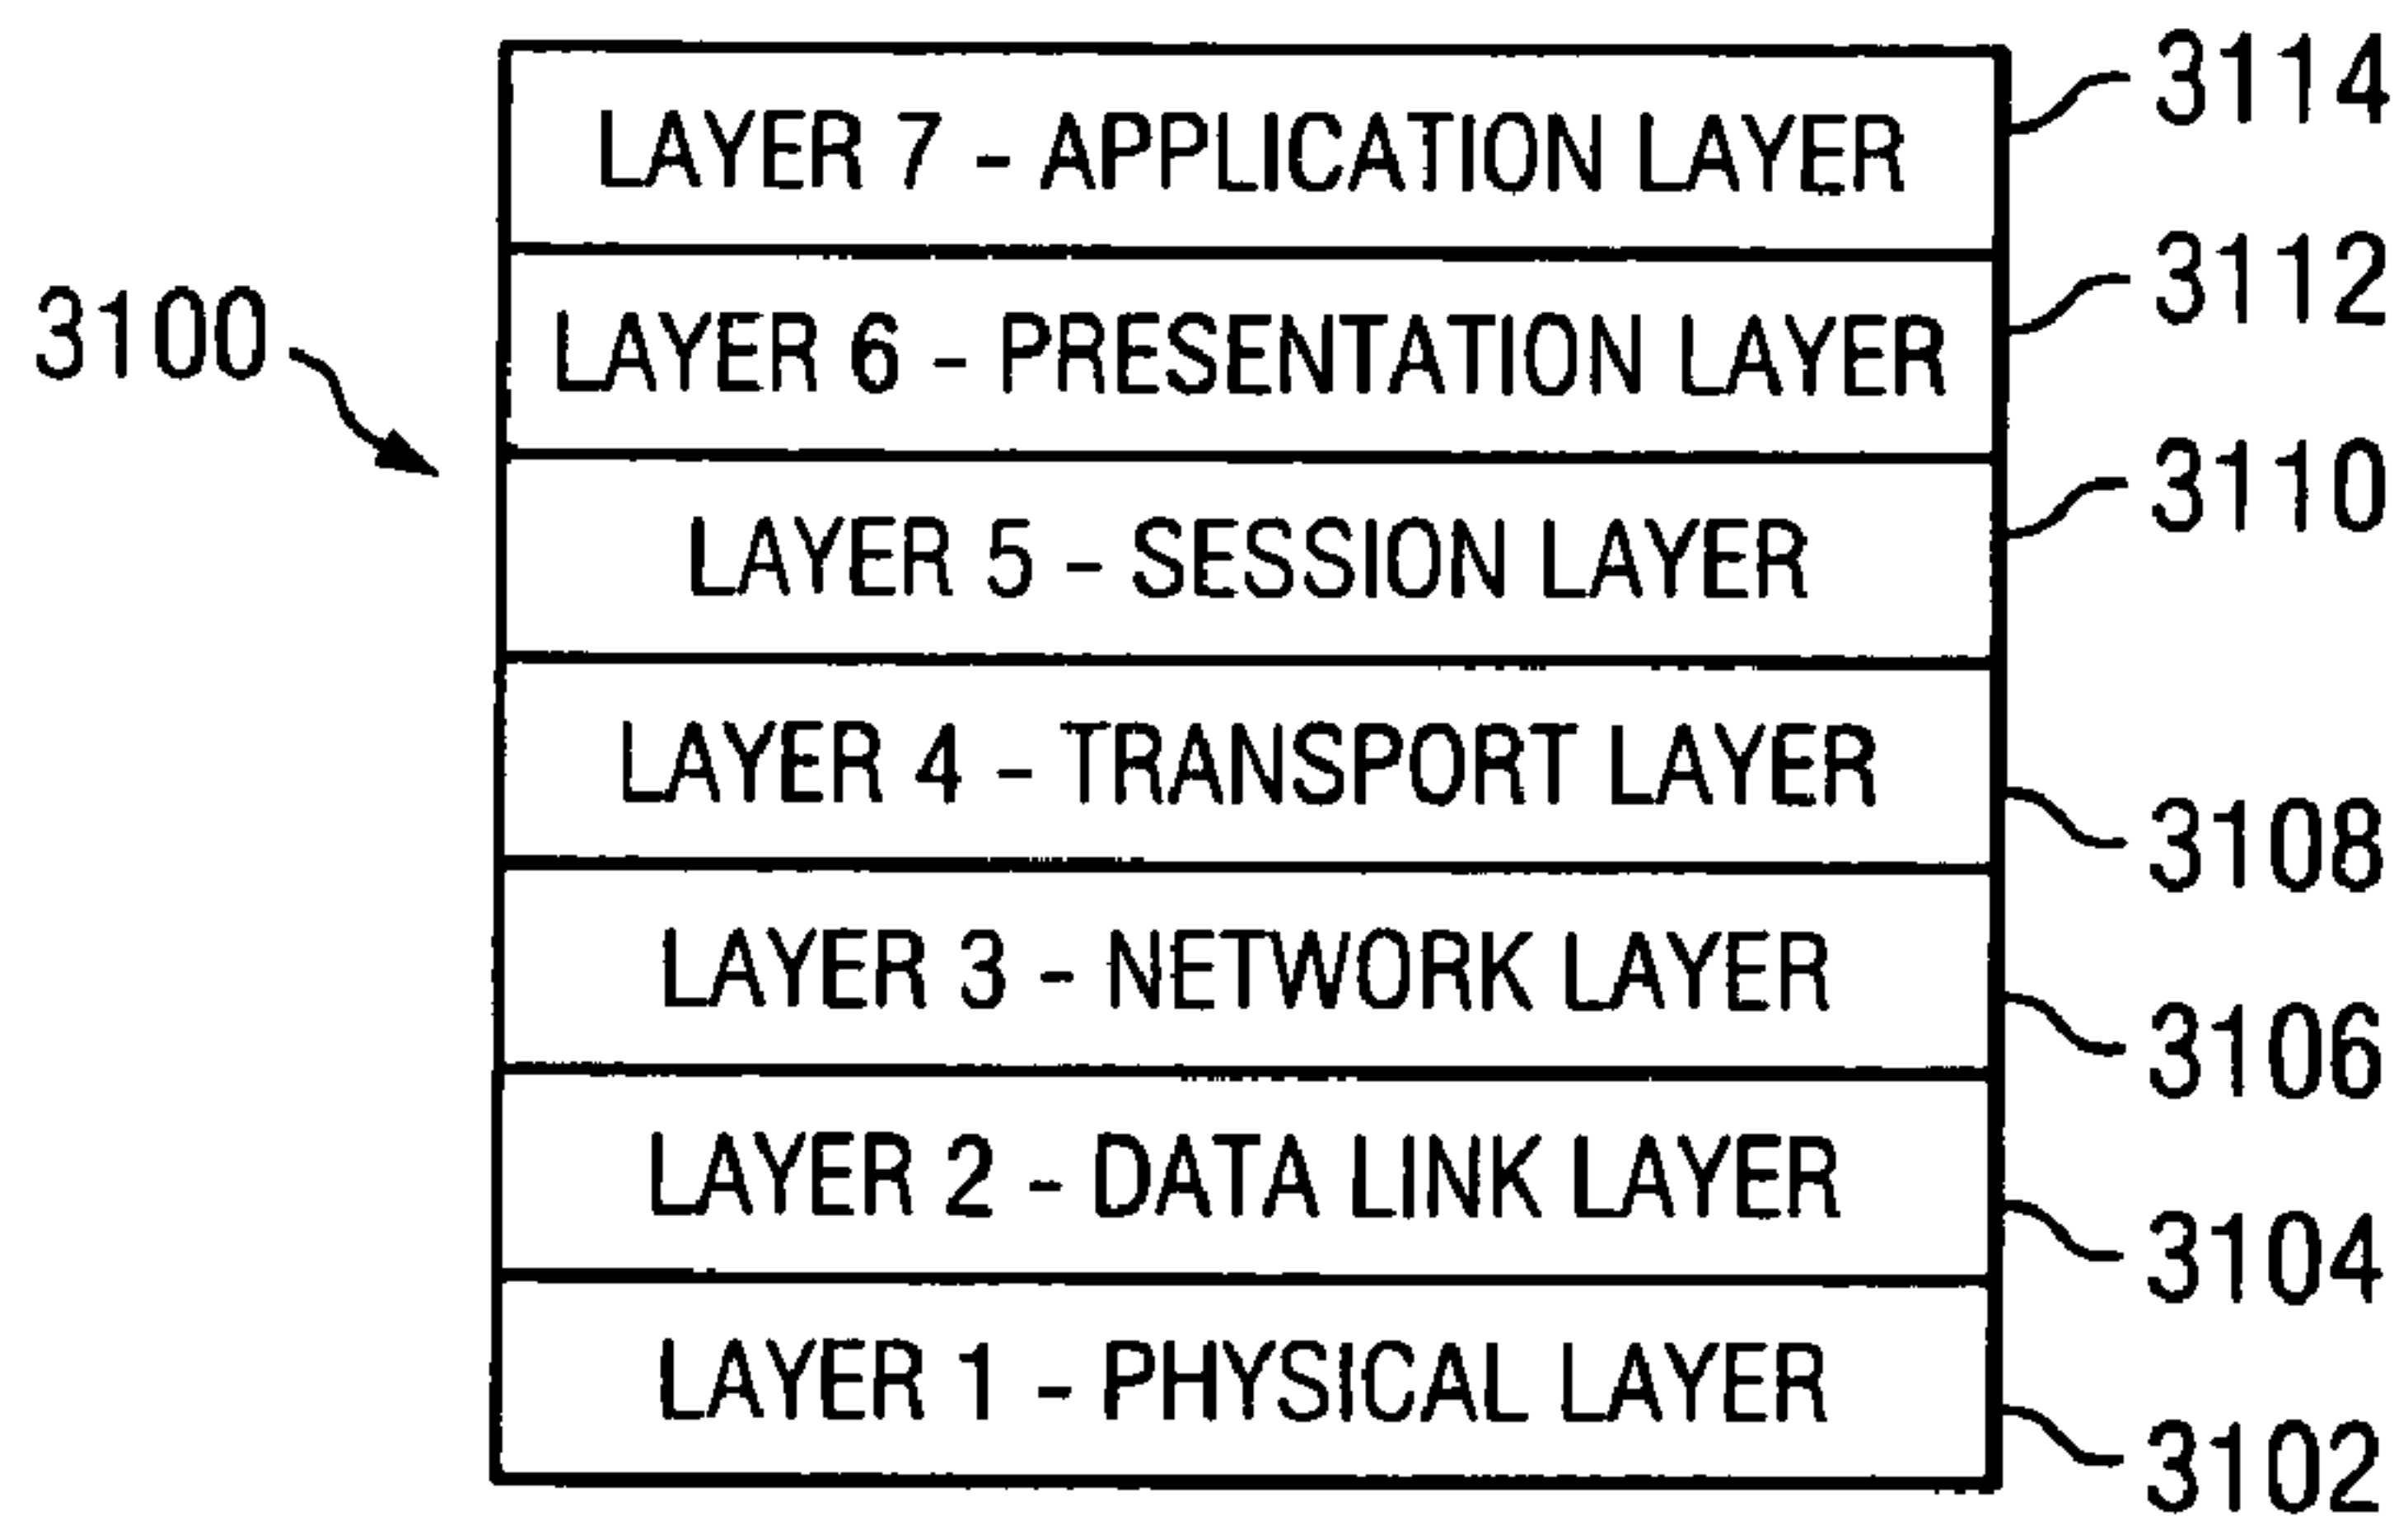 3114
LAYER 7 - APPLICATION LAYER
3112
LAYER 6 - PRESENTATION LAYER
3100
3110
LAYER 5 - SESSION LAYER
LAYER 4 - TRANSPORT LAYER
3108
LAYER 3 - NETWORK LAYER
3106
LAYER 2 - DATA LINK LAYER
3104
LAYER 1 - PHYSICAL LAYER
3102